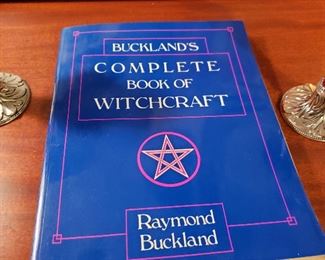 BUCKLAND'S
COMPLETE
BOOK OF
WITCHCRAFT
Raymond
Buckland